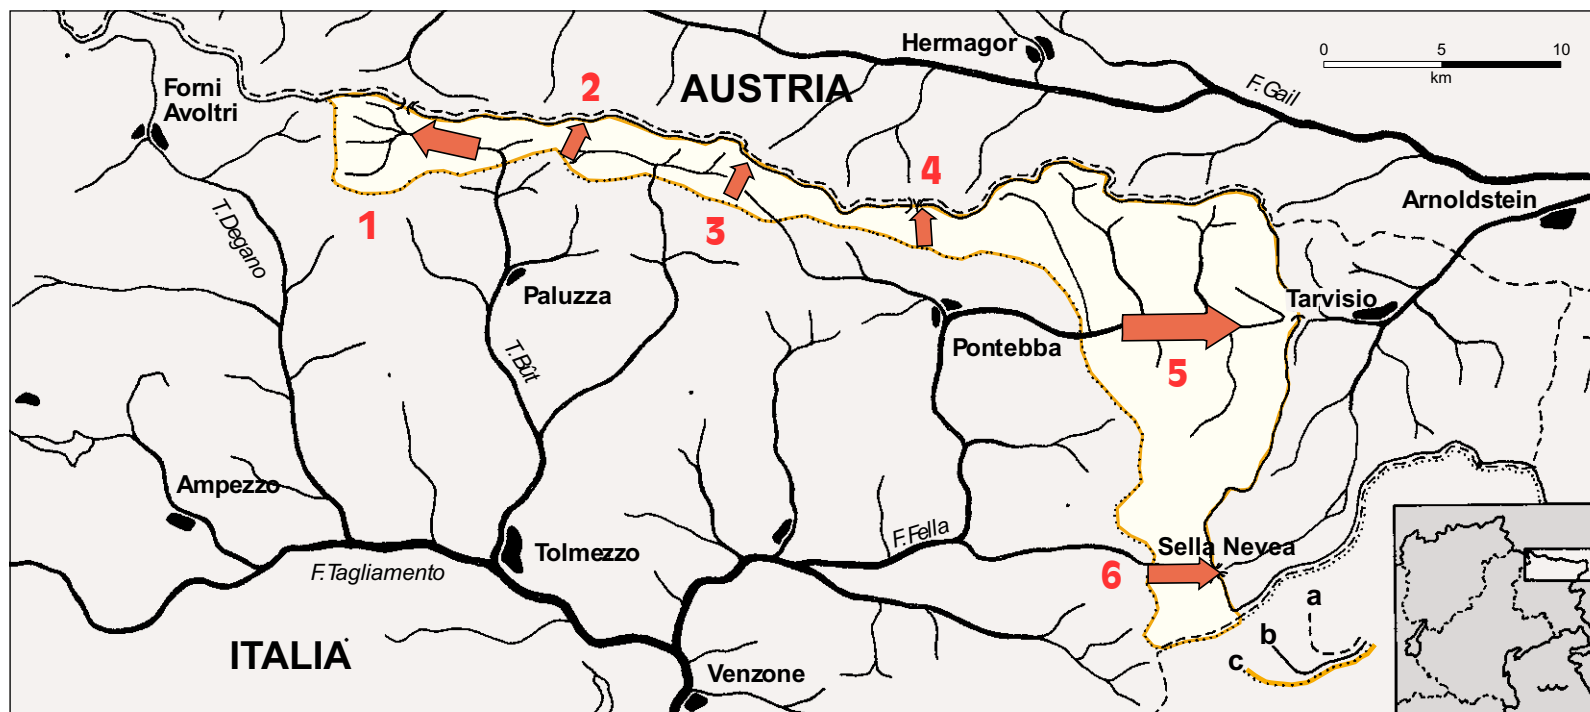 Hermagor
0 5 10
km
2
AUSTRIA
Forni
Avoltri
F. Gail
4
Arnoldstein
1
3
T. Degano
Paluzza
Tarvisio
T. Bût
Pontebba
5
Ampezzo
F. Fella
Sella Nevea
Tolmezzo
F. Tagliamento
6
a
b
c
ITALIA
Venzone